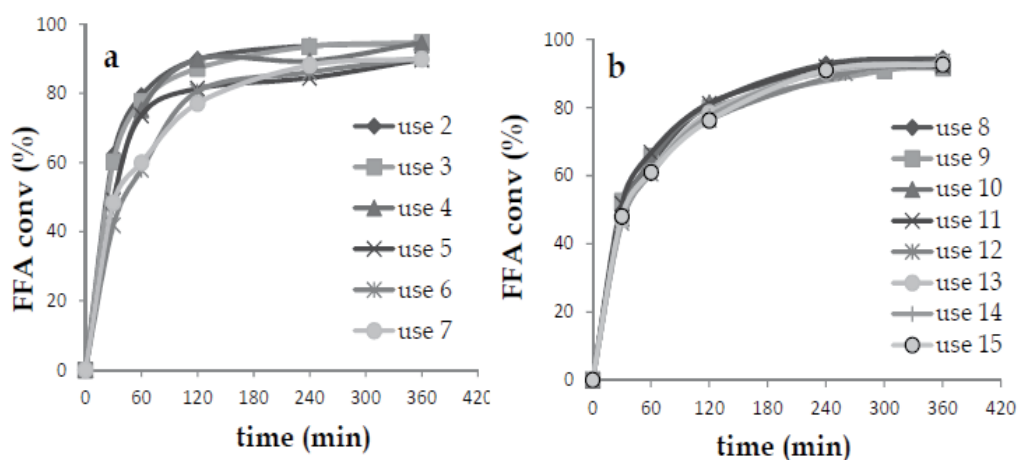 a
FFA conv (%)
100
80
60
40
20
0
0 60 120 180 240 300 360 420
time (min)
use 2
use 3
use 4
use 5
use 6
use 7
b
FFA conv (%)
100
80
60
40
20
0
0 60 120 180 240 300 360 420
time (min)
use 8
use 9
use 10
use 11
use 12
use 13
use 14
use 15